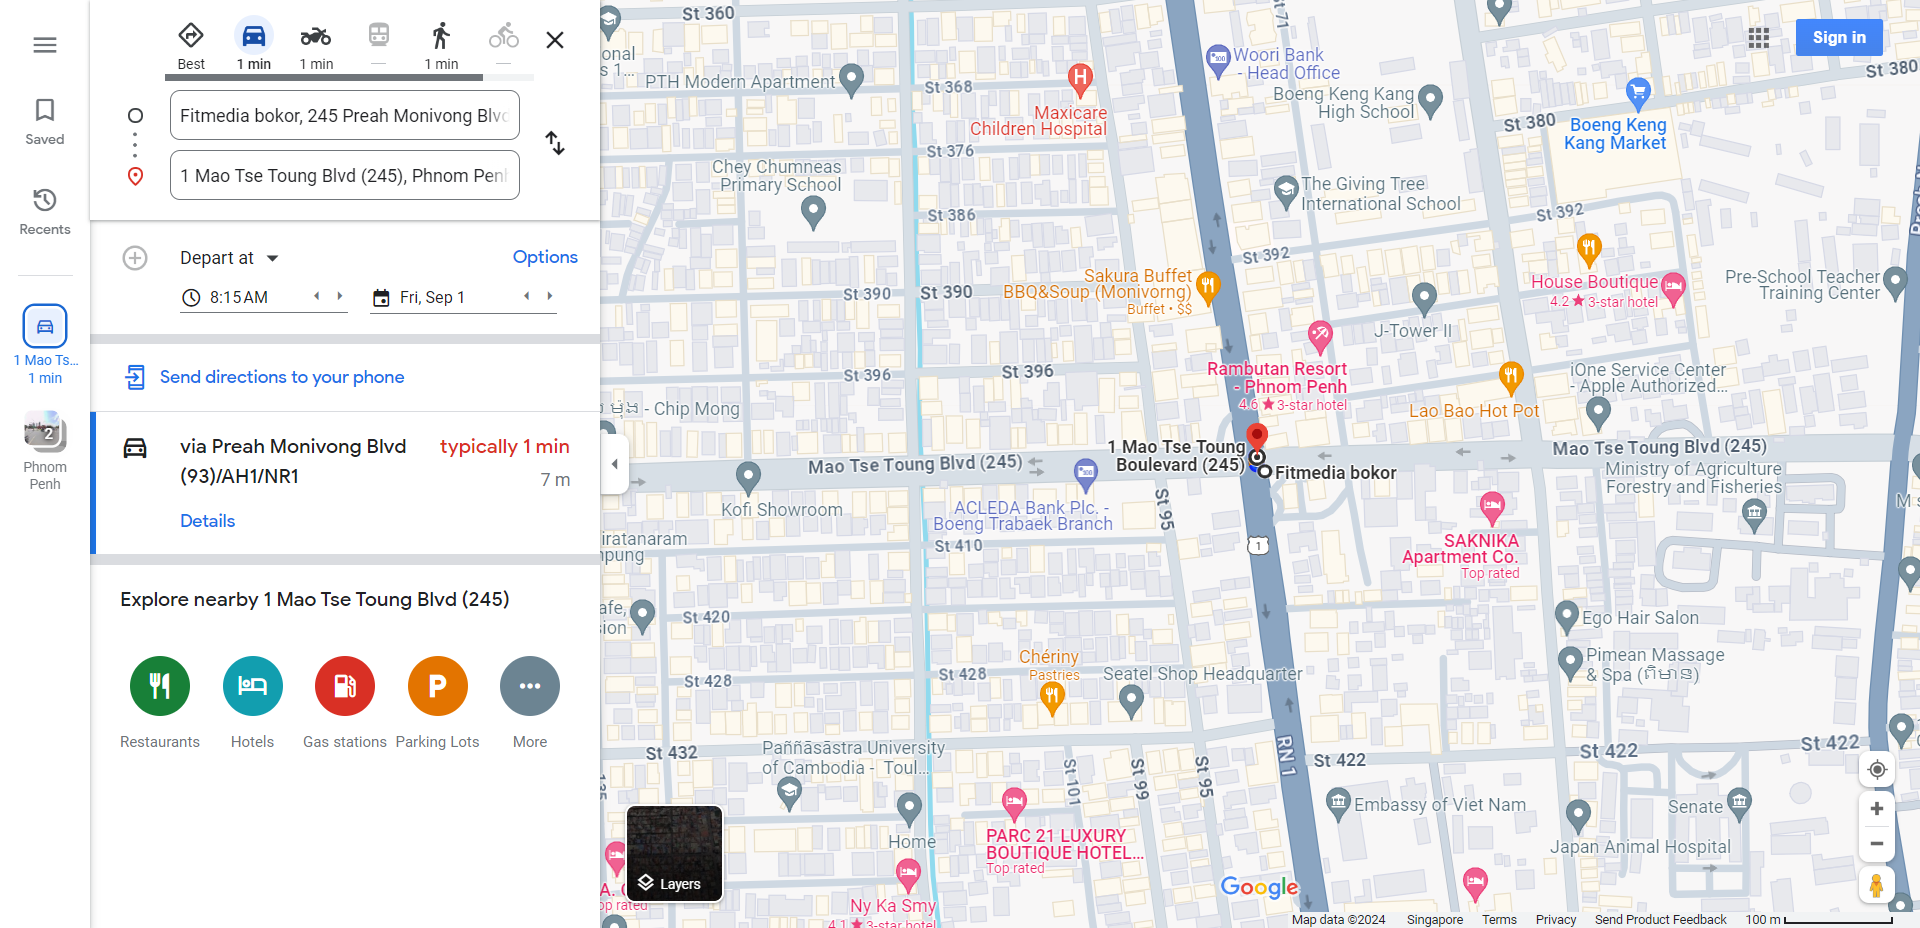 Saved
Recents
1 Mao Ts...
1 min
2
Phnom
Penh
Best
1 min
1 min
1 min
Fitmedia bokor, 245 Preah Monivong Blvd
1 Mao Tse Toung Blvd (245), Phnom Penh
Depart at
Options
8:15 AM
Fri, Sep 1
Send directions to your phone
via Preah Monivong Blvd
(93)/AH1/NR1
typically 1 min
7 m
Details
Explore nearby 1 Mao Tse Toung Blvd (245)
Restaurants
Hotels
Gas stations
P
Parking Lots
More
Sign in
St 360
St 71
Woori Bank
- Head Office
St 380
PTH Modern Apartment
St 368
H
Maxicare
Children Hospital
Boeng Keng Kang
High School
St 380
Boeng Keng
Kang Market
St 376
Chey Chumneas
Primary School
The Giving Tree
International School
St 386
St 392
St 392
Sakura Buffet
BBQ&Soup (Monivorng)
Buffet • $$
St 390
St 390
House Boutique
4.2 ★ 3-star hotel
Pre-School Teacher
Training Center
J-Tower II
St 396
St 396
Rambutan Resort
- Phnom Penh
4.6 ★ 3-star hotel
iOne Service Center
- Apple Authorized...
Lao Bao Hot Pot
- Chip Mong
1 Mao Tse Toung
Boulevard (245)
Fitmedia bokor
Mao Tse Toung Blvd (245)
Mao Tse Toung Blvd (245)
Ministry of Agriculture
Forestry and Fisheries
Kofi Showroom
ACLEDA Bank Plc. -
Boeng Trabaek Branch
St 95
SAKNIKA
Apartment Co.
Top rated
iratanaram
npung
St 410
1
St 420
afe,
sion
Ego Hair Salon
Pimean Massage
& Spa (ពិមាន)
Chériny
Pastries
St 428
St 428
Seatel Shop Headquarter
St 432
Paññāsāstra University
of Cambodia - Toul...
RN 1
St 422
St 422
St 422
St 101
St 99
St 95
Embassy of Viet Nam
Senate
Home
PARC 21 LUXURY
BOUTIQUE HOTEL...
Top rated
Japan Animal Hospital
Ny Ka Smy
4.1 ★ 3-star hotel
Layers
Google
Map data ©2024
Singapore
Terms
Privacy
Send Product Feedback
100 m